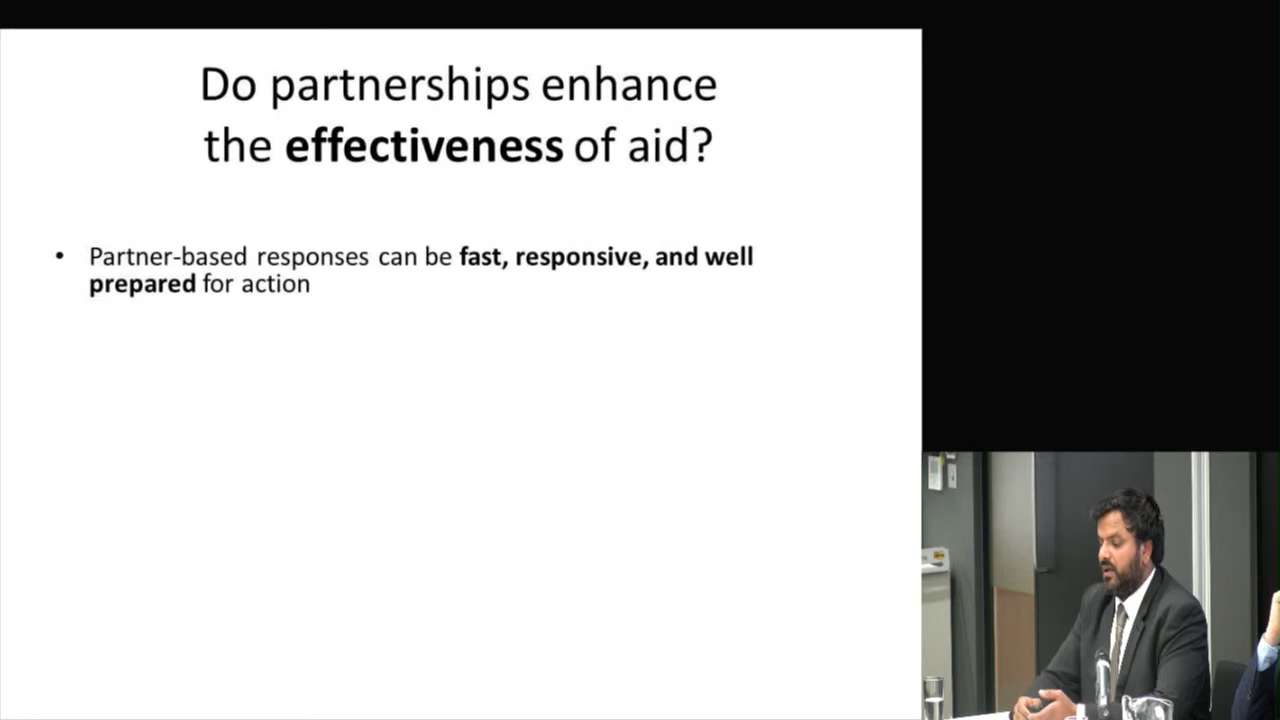 Do partnerships enhance
the effectiveness of aid?
• Partner-based responses can be fast, responsive, and well
prepared for action